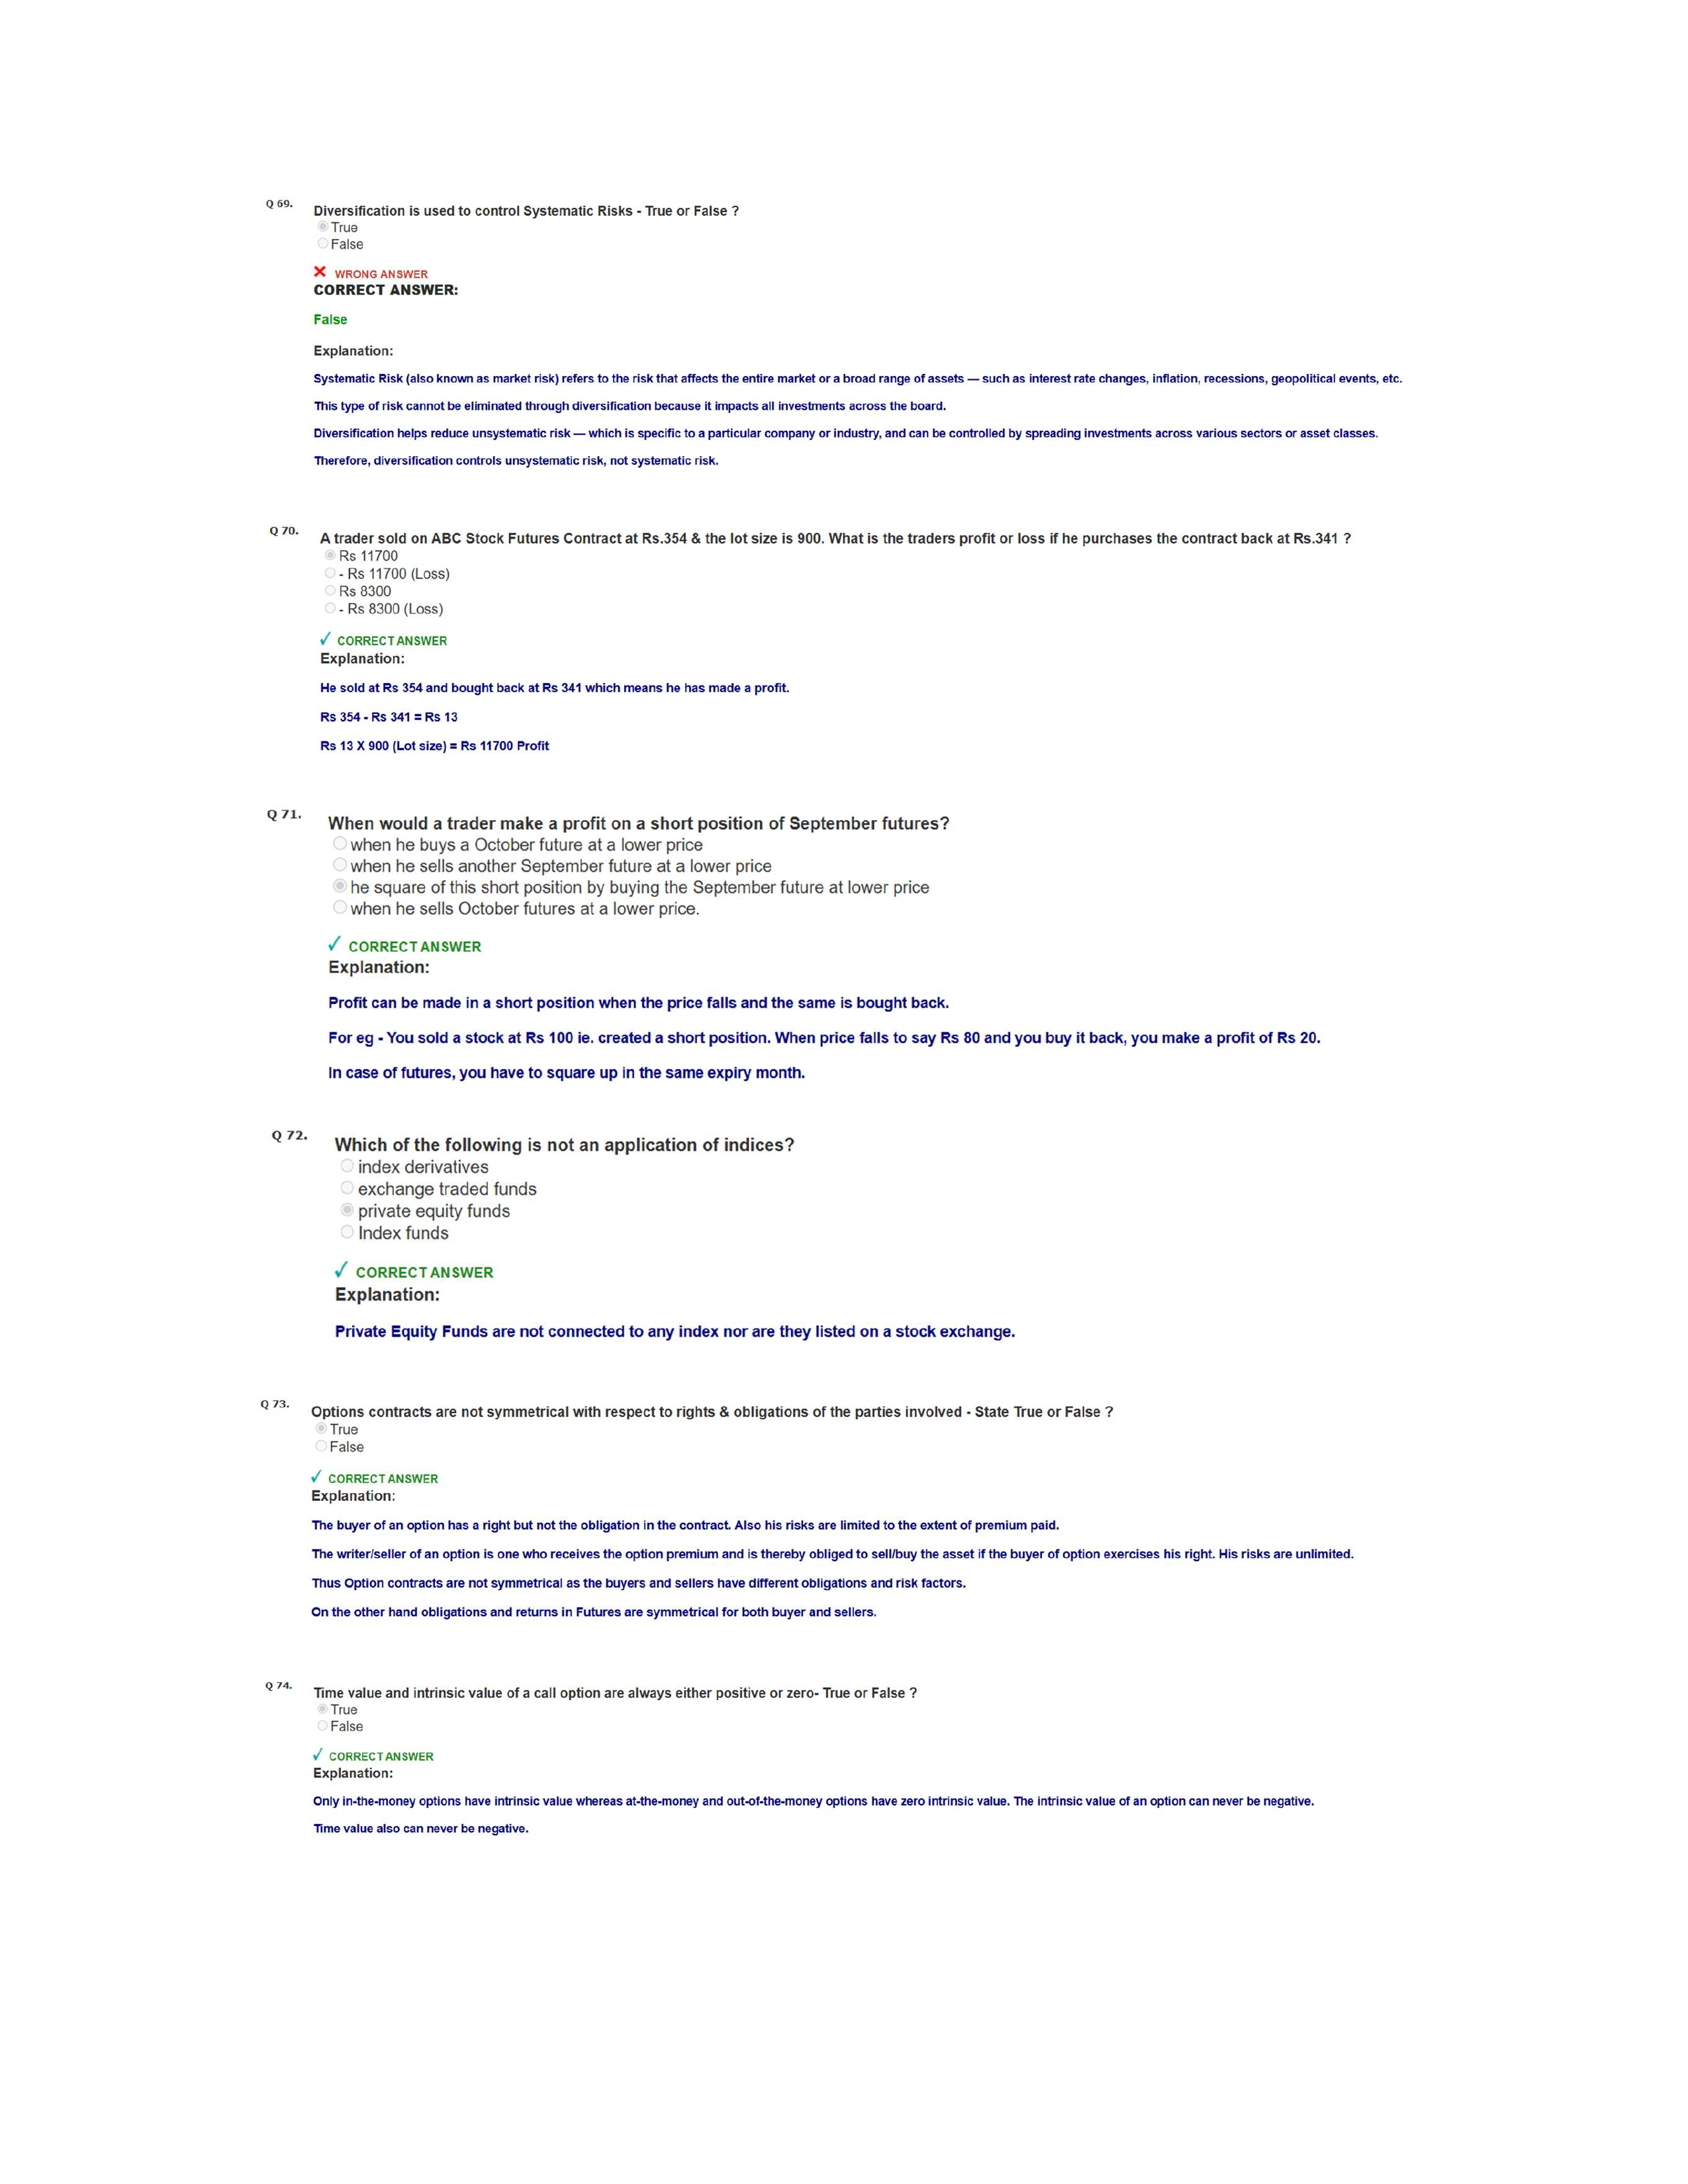 Q 69.
Diversification is used to control Systematic Risks - True or False ?
True
False
WRONG ANSWER
CORRECT ANSWER:
False
Explanation:
Systematic Risk (also known as market risk) refers to the risk that affects the entire market or a broad range of assets — such as interest rate changes, inflation, recessions, geopolitical events, etc.
This type of risk cannot be eliminated through diversification because it impacts all investments across the board.
Diversification helps reduce unsystematic risk — which is specific to a particular company or industry, and can be controlled by spreading investments across various sectors or asset classes.
Therefore, diversification controls unsystematic risk, not systematic risk.
Q 70.
A trader sold on ABC Stock Futures Contract at Rs.354 & the lot size is 900. What is the traders profit or loss if he purchases the contract back at Rs.341 ?
Rs 11700
- Rs 11700 (Loss)
Rs 8300
- Rs 8300 (Loss)
✓ CORRECT ANSWER
Explanation:
He sold at Rs 354 and bought back at Rs 341 which means he has made a profit.
Rs 354 - Rs 341 = Rs 13
Rs 13 X 900 (Lot size) = Rs 11700 Profit
Q 71.
When would a trader make a profit on a short position of September futures?
when he buys a October future at a lower price
when he sells another September future at a lower price
he square of this short position by buying the September future at lower price
when he sells October futures at a lower price.
✓ CORRECT ANSWER
Explanation:
Profit can be made in a short position when the price falls and the same is bought back.
For eg - You sold a stock at Rs 100 ie. created a short position. When price falls to say Rs 80 and you buy it back, you make a profit of Rs 20.
In case of futures, you have to square up in the same expiry month.
Q 72.
Which of the following is not an application of indices?
index derivatives
exchange traded funds
private equity funds
Index funds
✓ CORRECT ANSWER
Explanation:
Private Equity Funds are not connected to any index nor are they listed on a stock exchange.
Q 73.
Options contracts are not symmetrical with respect to rights & obligations of the parties involved - State True or False ?
True
False
✓ CORRECT ANSWER
Explanation:
The buyer of an option has a right but not the obligation in the contract. Also his risks are limited to the extent of premium paid.
The writer/seller of an option is one who receives the option premium and is thereby obliged to sell/buy the asset if the buyer of option exercises his right. His risks are unlimited.
Thus Option contracts are not symmetrical as the buyers and sellers have different obligations and risk factors.
On the other hand obligations and returns in Futures are symmetrical for both buyer and sellers.
Q 74.
Time value and intrinsic value of a call option are always either positive or zero- True or False ?
True
False
✓ CORRECT ANSWER
Explanation:
Only in-the-money options have intrinsic value whereas at-the-money and out-of-the-money options have zero intrinsic value. The intrinsic value of an option can never be negative.
Time value also can never be negative.